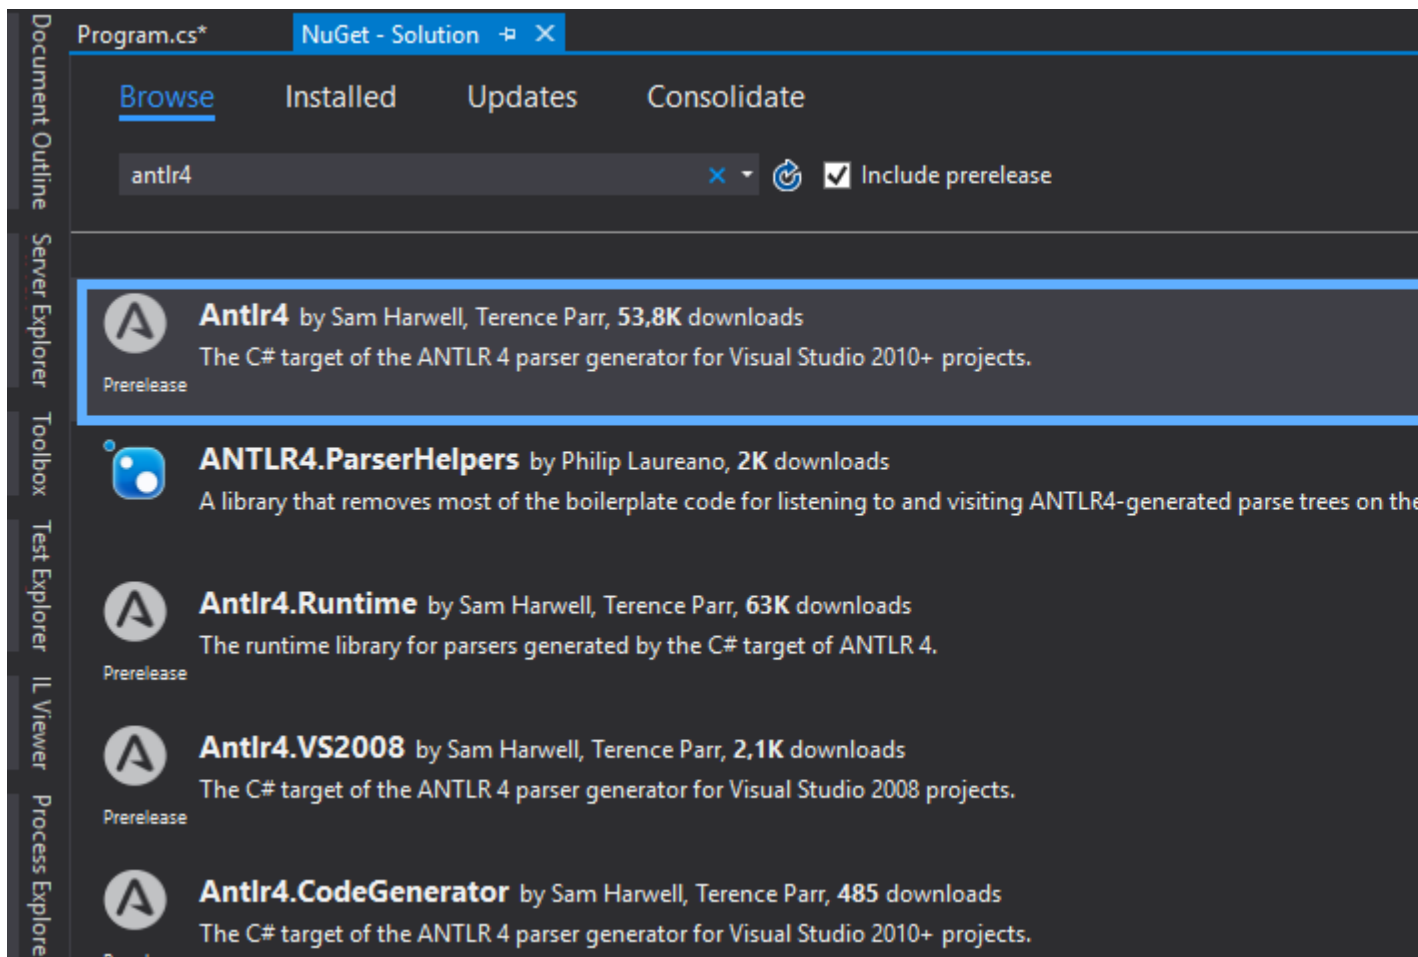 Program.cs*
NuGet - Solution
Browse
Installed
Updates
Consolidate
antlr4
Include prerelease
Antlr4 by Sam Harwell, Terence Parr, 53,8K downloads
The C# target of the ANTLR 4 parser generator for Visual Studio 2010+ projects.
Prerelease
ANTLR4.ParserHelpers by Philip Laureano, 2K downloads
A library that removes most of the boilerplate code for listening to and visiting ANTLR4-generated parse trees on the
Antlr4.Runtime by Sam Harwell, Terence Parr, 63K downloads
The runtime library for parsers generated by the C# target of ANTLR 4.
Prerelease
Antlr4.VS2008 by Sam Harwell, Terence Parr, 2,1K downloads
The C# target of the ANTLR 4 parser generator for Visual Studio 2008 projects.
Prerelease
Antlr4.CodeGenerator by Sam Harwell, Terence Parr, 485 downloads
The C# target of the ANTLR 4 parser generator for Visual Studio 2010+ projects.
Document Outline
Server Explorer
Toolbox
Test Explorer
IL Viewer
Process Explore